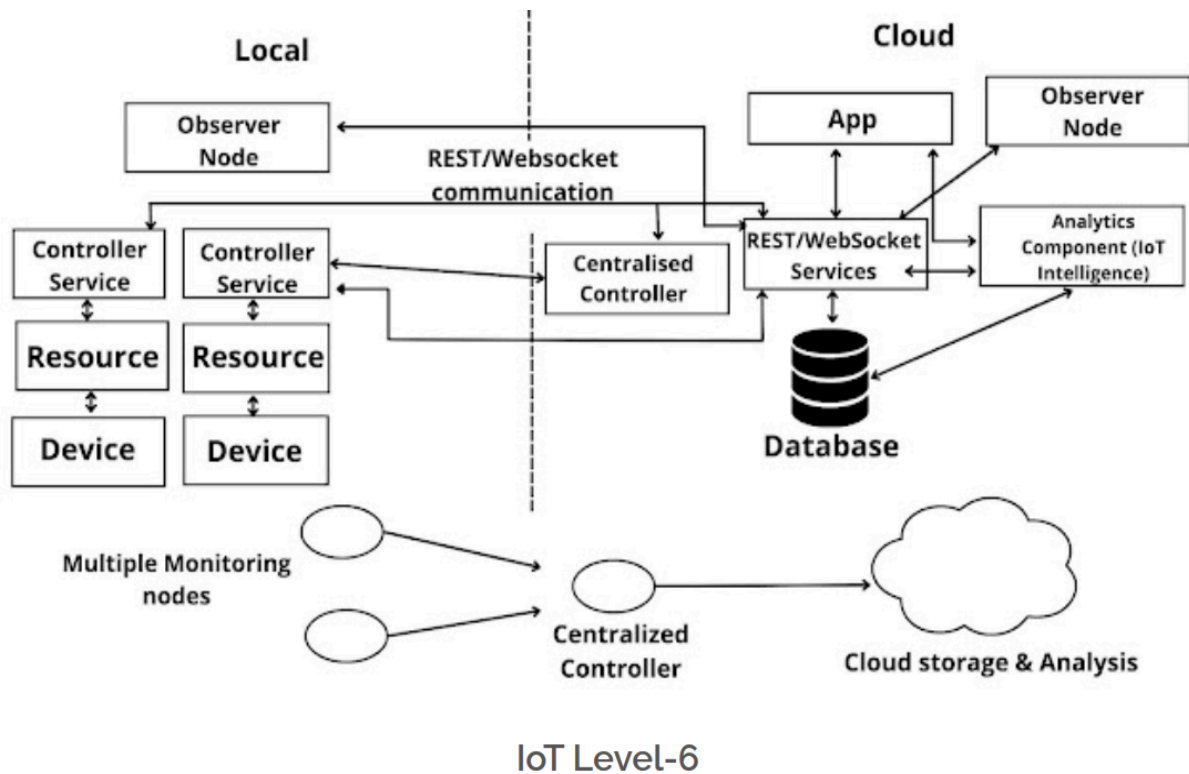 Local
Cloud
Observer
Node
App
Observer
Node
REST/Websocket
communication
Controller
Service
Controller
Service
Centralised
Controller
REST/WebSocket
Services
Analytics
Component (IoT
Intelligence)
Resource
Resource
Device
Device
Database
Multiple Monitoring
nodes
Centralized
Controller
Cloud storage & Analysis
IoT Level-6